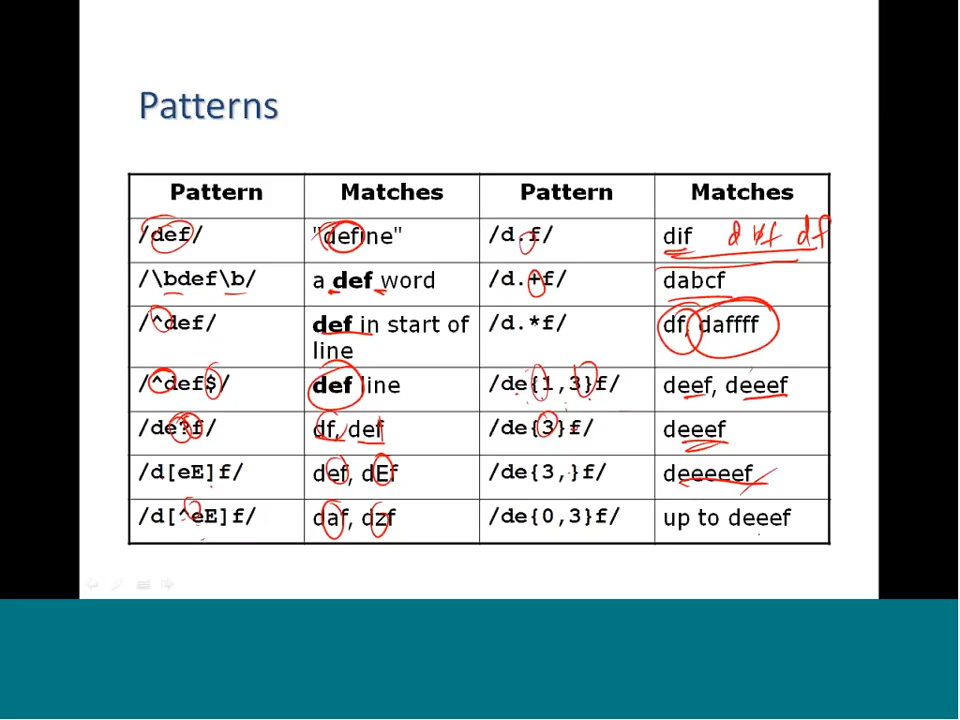 Patterns
Pattern Matches Pattern Matches
/def/ "define" /d.f/ dif d bf df
/\bdef\b/ a def word /d.+f/ dabcf
/^def/ def in start of line /d.*f/ df, daffff
/^def$/ def line /de{1,3}f/ deef, deeef
/de?f/ df, def /de{3}f/ deeef
/d[eE]f/ def, dEf /de{3,}f/ deeeeef
/d[^eE]f/ daf, dzf /de{0,3}f/ up to deeef